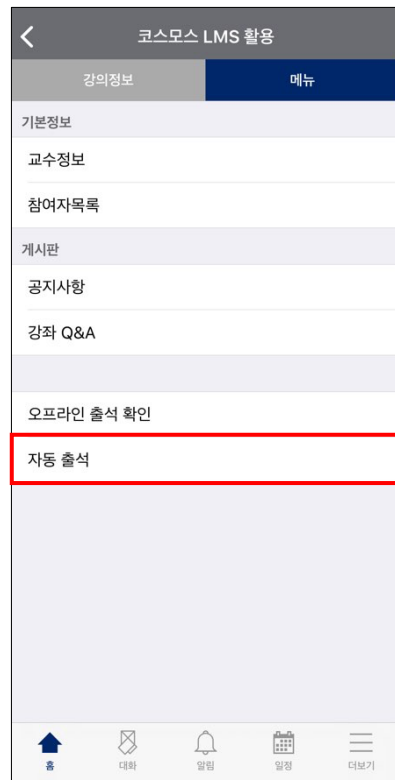 코스모스 LMS 활용
강의정보 메뉴
기본정보
교수정보
참여자목록
게시판
공지사항
강좌 Q&A
오프라인 출석 확인
자동 출석
홈 대화 알림 일정 더보기